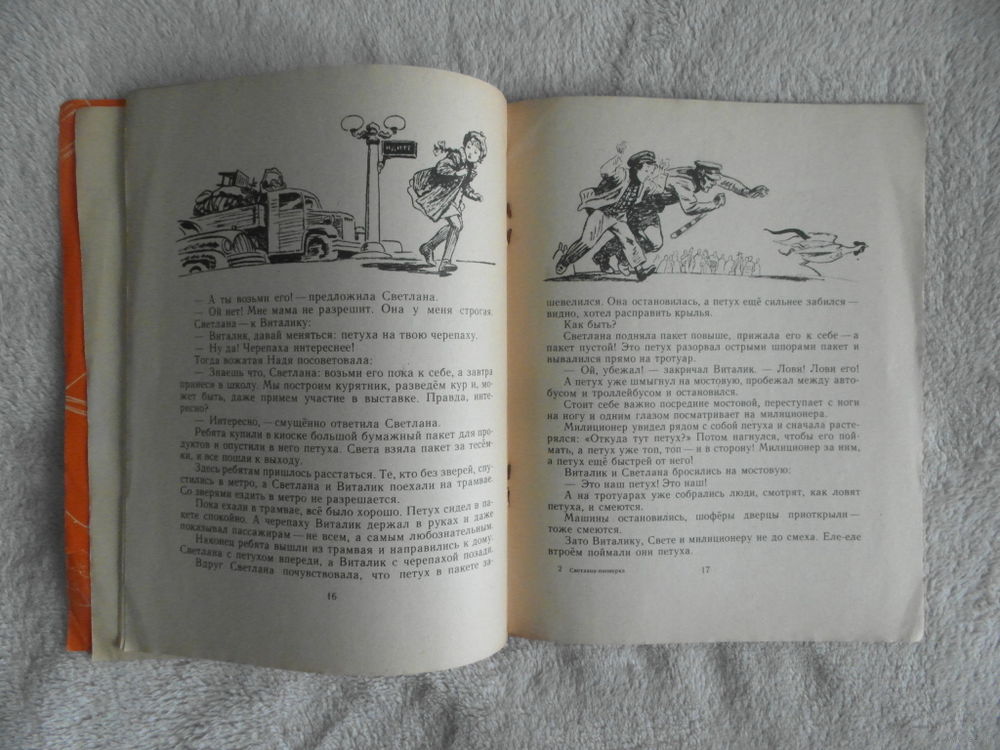 ИДИТЕ
— А ты возьми его! — предложила Светлана.
— Ой нет! Мне мама не разрешит. Она у меня строгая.
Светлана — к Виталику:
— Виталик, давай меняться: петуха на твою черепаху.
— Ну да! Черепаха интереснее!
Тогда вожатая Надя посоветовала:
— Знаешь что, Светлана: возьми его пока к себе, а завтра
принеси в школу. Мы построим курятник, разведём кур и, мо-
жет быть, даже примем участие в выставке. Правда, инте-
ресно?
— Интересно, — смущённо ответила Светлана.
Ребята купили в киоске большой бумажный пакет для про-
дуктов и опустили в него петуха. Света взяла пакет за тесём-
ки, и все пошли к выходу.
Здесь ребятам пришлось расстаться. Те, кто без зверей, спу-
стились в метро, а Светлана и Виталик поехали на трамвае.
Со зверями ездить в метро не разрешается.
Пока ехали в трамвае, всё было хорошо. Петух сидел в па-
кете спокойно. А черепаху Виталик держал в руках и даже
показывал пассажирам — не всем, а самым любознательным.
Наконец ребята вышли из трамвая и направились к дому.
Светлана с петухом впереди, а Виталик с черепахой позади.
Вдруг Светлана почувствовала, что петух в пакете за-
16
шевелился. Она остановилась, а петух ещё сильнее забился —
видно, хотел расправить крылья.
Как быть?
Светлана подняла пакет повыше, прижала его к себе — а
пакет пустой! Это петух разорвал острыми шпорами пакет и
вывалился прямо на тротуар.
— Ой, убежал! — закричал Виталик. — Лови! Лови его!
А петух уже шмыгнул на мостовую, пробежал между авто-
бусом и троллейбусом и остановился.
Стоит себе важно посредине мостовой, переступает с ноги
на ногу и одним глазом посматривает на милиционера.
Милиционер увидел рядом с собой петуха и сначала расте-
рялся: «Откуда тут петух?» Потом нагнулся, чтобы его пой-
мать, а петух уже топ, топ — и в сторону! Милиционер за ним,
а петух ещё быстрей от него!
Виталик и Светлана бросились на мостовую:
— Это наш петух! Это наш!
А на тротуарах уже собрались люди, смотрят, как ловят
петуха, и смеются.
Машины остановились, шофёры дверцы приоткрыли —
тоже смеются.
Зато Виталику, Свете и милиционеру не до смеха. Еле-еле
втроём поймали они петуха.
2 Светлана-пионерка 17